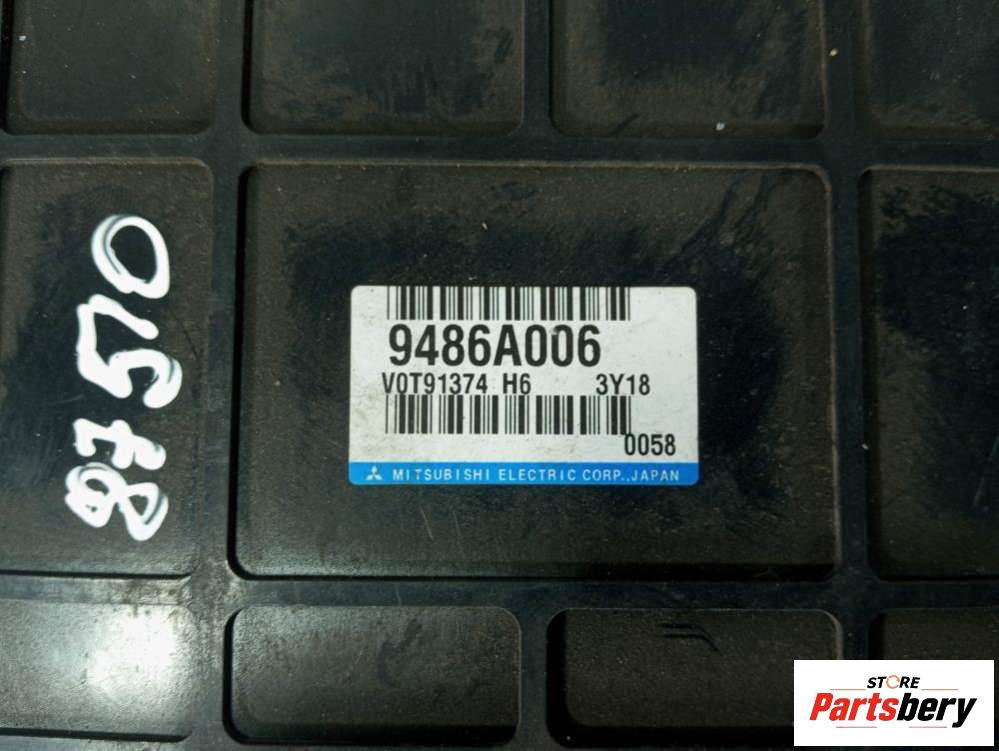 87570
9486A006
V0T91374 H6 3Y18
0058
MITSUBISHI ELECTRIC CORP., JAPAN
STORE
Partsbery